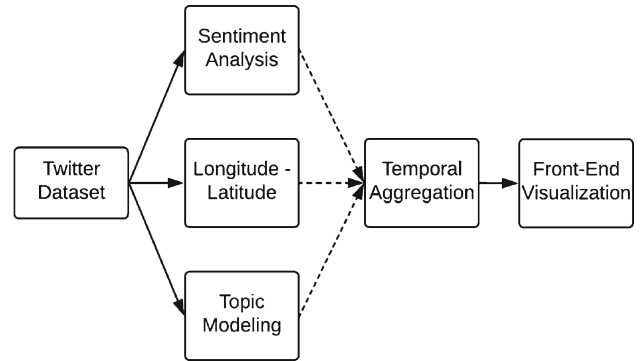 Sentiment
Analysis
Twitter
Dataset
Longitude -
Latitude
Temporal
Aggregation
Front-End
Visualization
Topic
Modeling